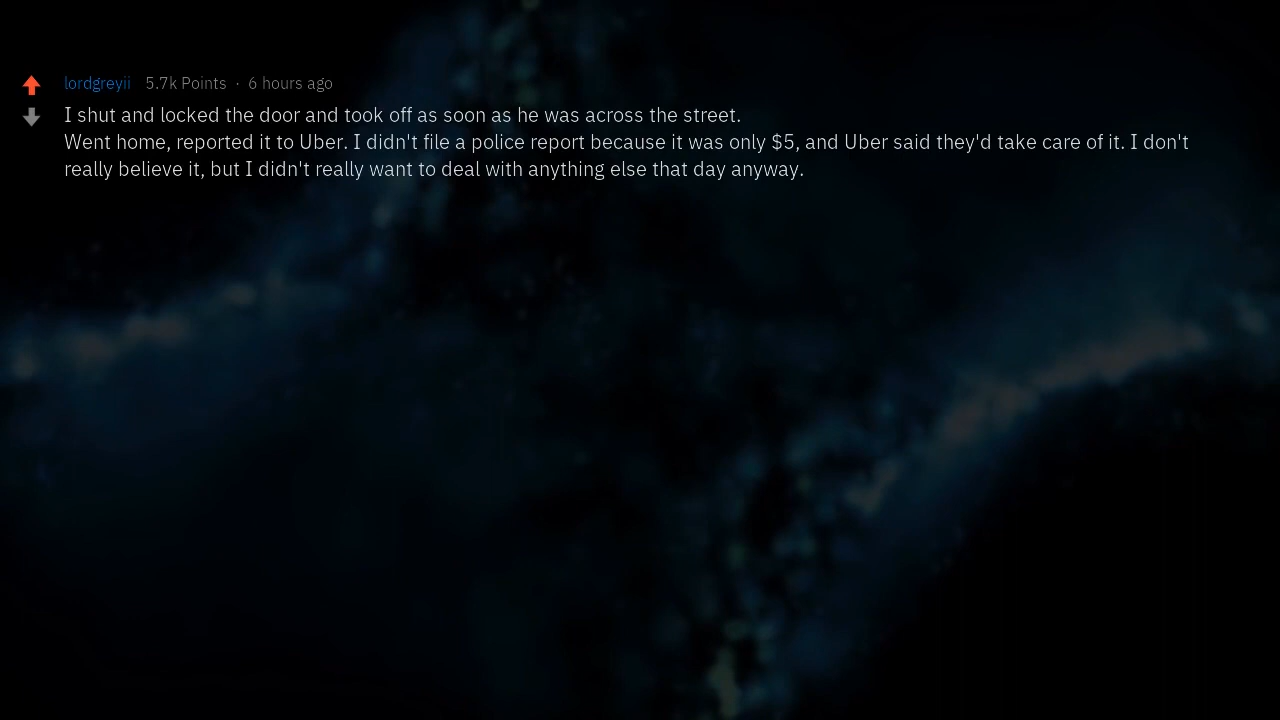 lordgreyii 5.7k Points · 6 hours ago
I shut and locked the door and took off as soon as he was across the street.
Went home, reported it to Uber. I didn't file a police report because it was only $5, and Uber said they'd take care of it. I don't
really believe it, but I didn't really want to deal with anything else that day anyway.